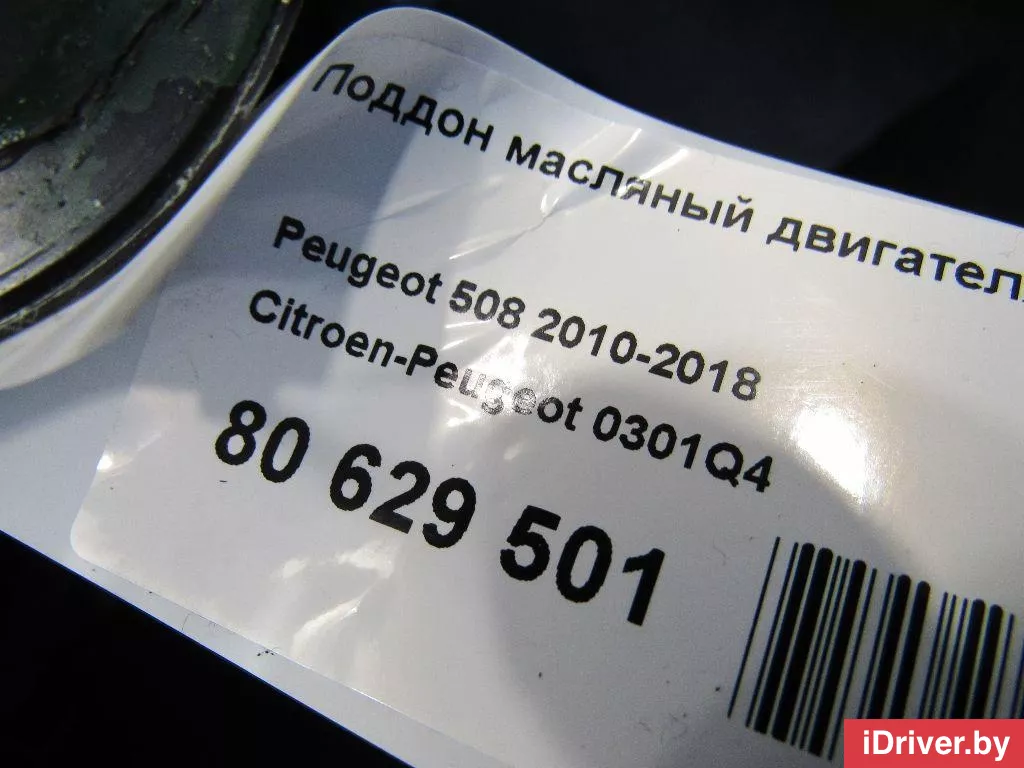 Поддон масляный двигател
Peugeot 508 2010-2018
Citroen-Peugeot 0301Q4
80 629 501
iDriver.by